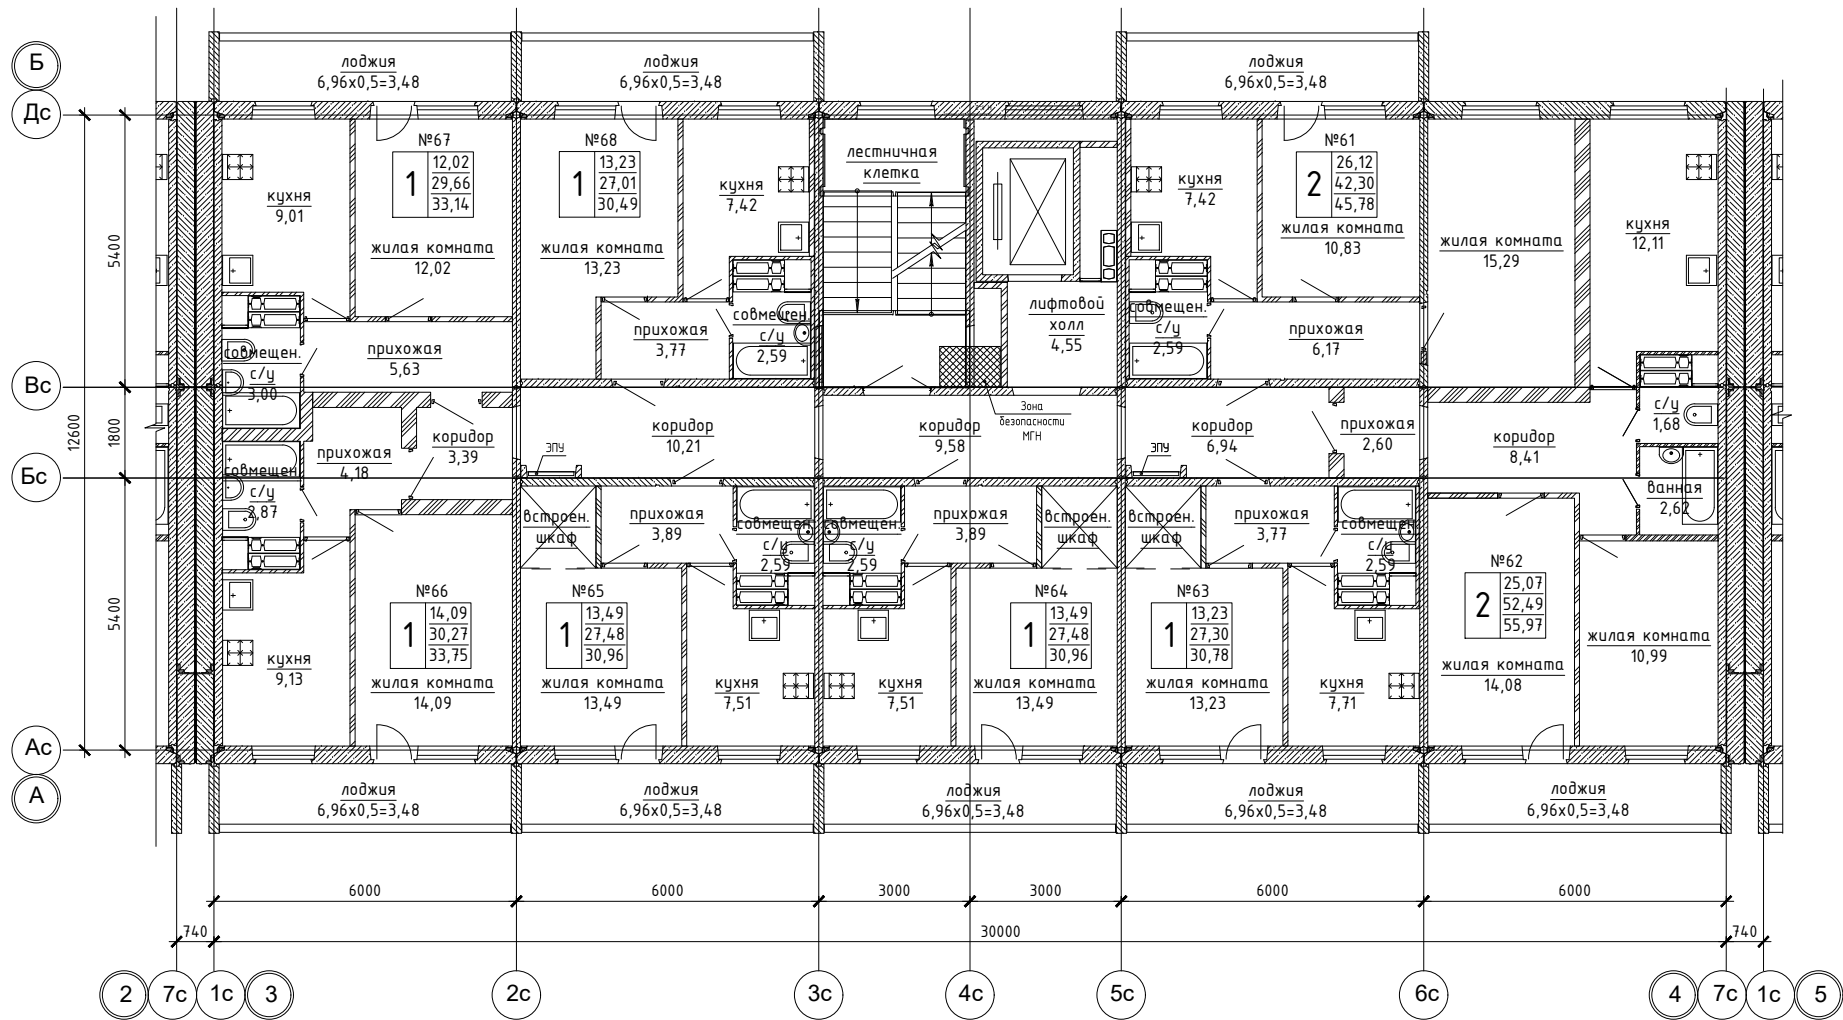 Б
Дс
Вс
Бс
Ас
А
5400
1800
5400
12600
лоджия
6,96х0,5=3,48
лоджия
6,96х0,5=3,48
лоджия
6,96х0,5=3,48
№67
1
12,02
29,66
33,14
кухня
9,01
жилая комната
12,02
совмещен.
с/у
3,00
прихожая
5,63
№68
1
13,23
27,01
30,49
жилая комната
13,23
кухня
7,42
прихожая
3,77
совмещен.
с/у
2,59
лестничная
клетка
лифтовой
холл
4,55
Зона
безопасности
МГН
№61
2
26,12
42,30
45,78
кухня
7,42
жилая комната
10,83
совмещен.
с/у
2,59
прихожая
6,17
жилая комната
15,29
кухня
12,11
прихожая
4,18
коридор
3,39
коридор
10,21
ЭПУ
коридор
9,58
коридор
6,94
ЭПУ
прихожая
2,60
коридор
8,41
с/у
1,68
ванная
2,62
совмещен.
с/у
2,87
№66
1
14,09
30,27
33,75
кухня
9,13
жилая комната
14,09
встроен.
шкаф
прихожая
3,89
совмещен.
с/у
2,59
№65
1
13,49
27,48
30,96
жилая комната
13,49
кухня
7,51
совмещен.
с/у
2,59
прихожая
3,89
встроен.
шкаф
№64
1
13,49
27,48
30,96
кухня
7,51
жилая комната
13,49
встроен.
шкаф
прихожая
3,77
совмещен.
с/у
2,59
№63
1
13,23
27,30
30,78
жилая комната
13,23
кухня
7,71
№62
2
25,07
52,49
55,97
жилая комната
14,08
жилая комната
10,99
лоджия
6,96х0,5=3,48
лоджия
6,96х0,5=3,48
лоджия
6,96х0,5=3,48
лоджия
6,96х0,5=3,48
лоджия
6,96х0,5=3,48
6000
6000
3000
3000
6000
6000
740
30000
740
2
7с
1с
3
2с
3с
4с
5с
6с
4
7с
1с
5